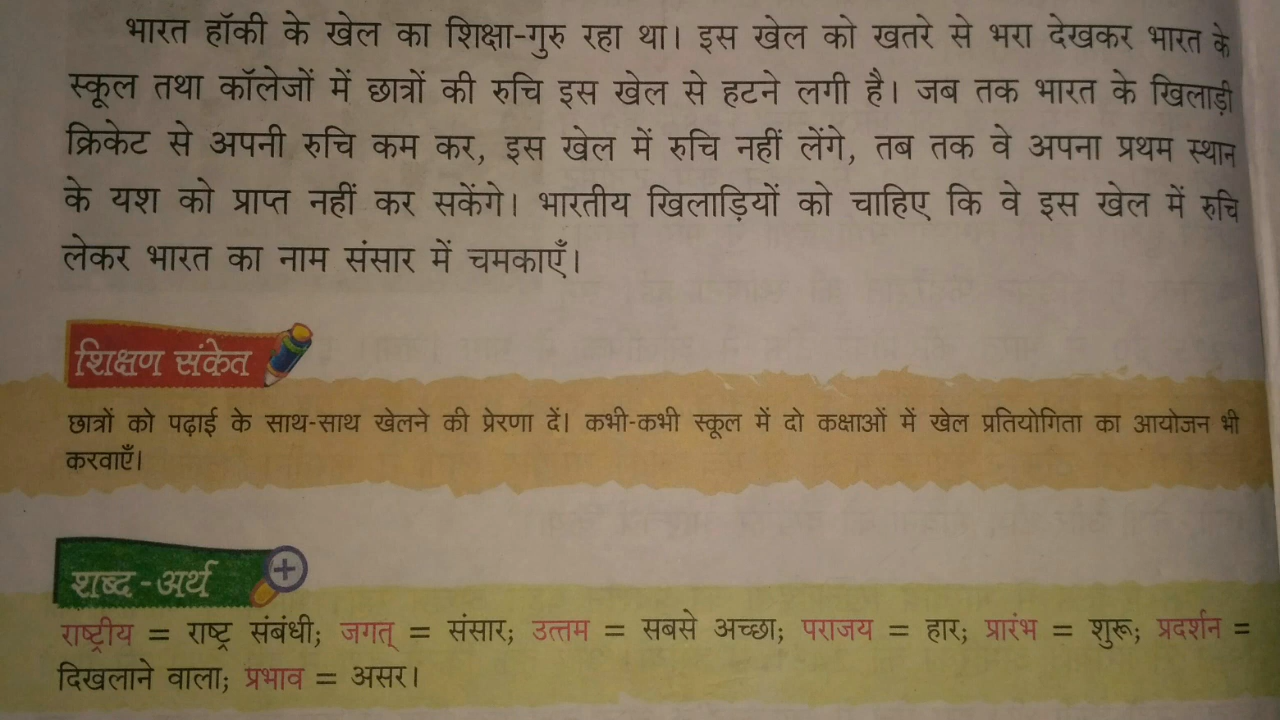 भारत हॉकी के खेल का शिक्षा-गुरु रहा था। इस खेल को खतरे से भरा देखकर भारत के
स्कूल तथा कॉलेजों में छात्रों की रुचि इस खेल से हटने लगी है। जब तक भारत के खिलाड़ी
क्रिकेट से अपनी रुचि कम कर, इस खेल में रुचि नहीं लेंगे, तब तक वे अपना प्रथम स्थान
के यश को प्राप्त नहीं कर सकेंगे। भारतीय खिलाड़ियों को चाहिए कि वे इस खेल में रुचि
लेकर भारत का नाम संसार में चमकाएँ।
शिक्षण संकेत
छात्रों को पढ़ाई के साथ-साथ खेलने की प्रेरणा दें। कभी-कभी स्कूल में दो कक्षाओं में खेल प्रतियोगिता का आयोजन भी
करवाएँ।
शब्द-अर्थ
राष्ट्रीय = राष्ट्र संबंधी; जगत् = संसार; उत्तम = सबसे अच्छा; पराजय = हार; प्रारंभ = शुरू; प्रदर्शन =
दिखलाने वाला; प्रभाव = असर।